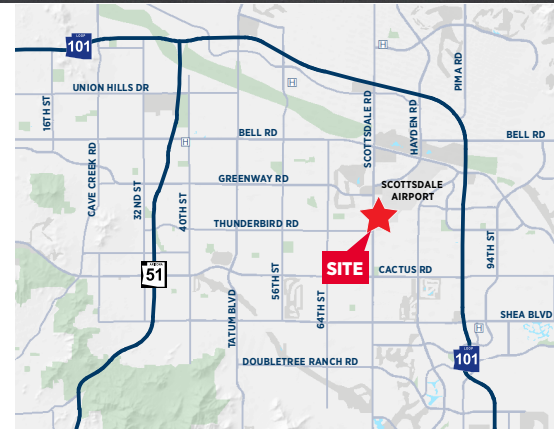 LOOP
101
UNION HILLS DR
16TH ST
PIMA RD
SCOTTSDALE RD
HAYDEN RD
BELL RD
BELL RD
CAVE CREEK RD
32ND ST
40TH ST
GREENWAY RD
SCOTTSDALE
AIRPORT
THUNDERBIRD RD
94TH ST
SITE
ARIZONA
51
56TH ST
CACTUS RD
64TH ST
TATUM BLVD
SHEA BLVD
DOUBLETREE RANCH RD
LOOP
101
H
H
H
H